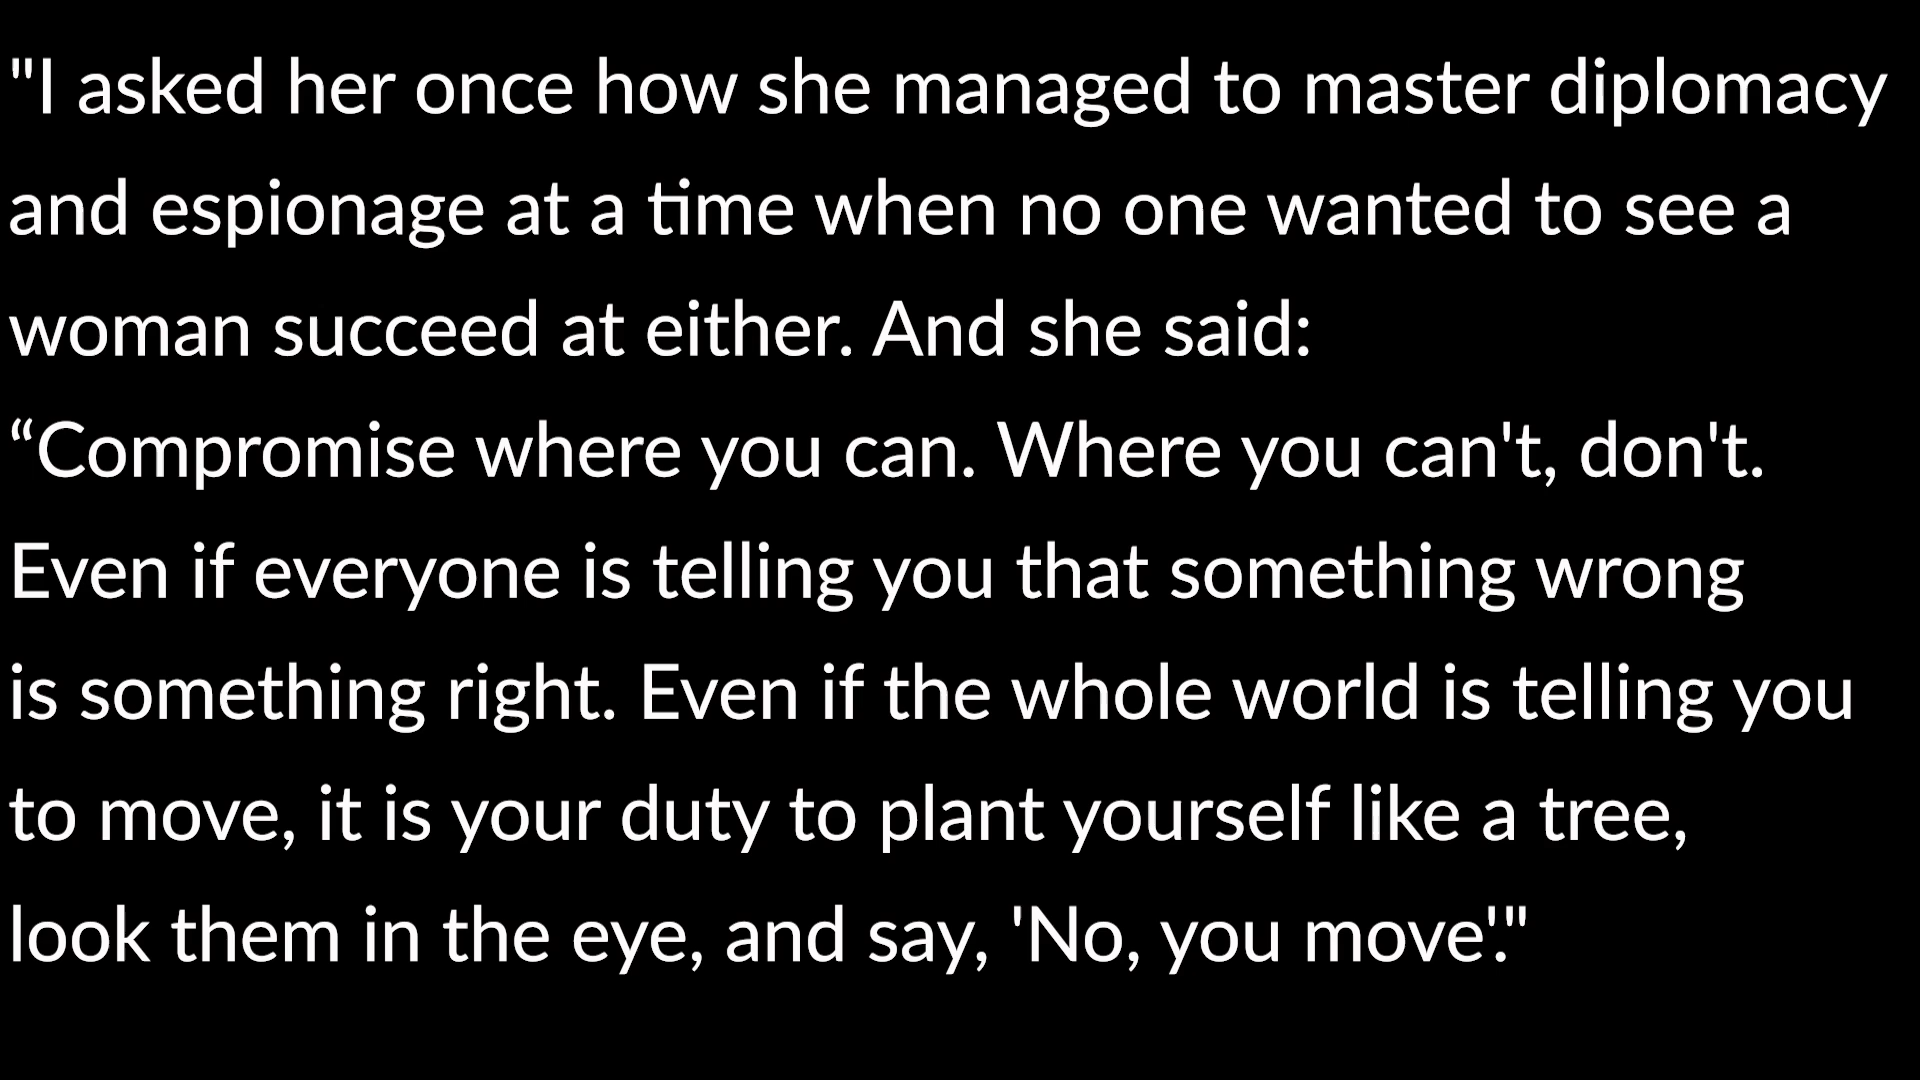 "I asked her once how she managed to master diplomacy
and espionage at a time when no one wanted to see a
woman succeed at either. And she said:
“Compromise where you can. Where you can't, don't.
Even if everyone is telling you that something wrong
is something right. Even if the whole world is telling you
to move, it is your duty to plant yourself like a tree,
look them in the eye, and say, 'No, you move'."